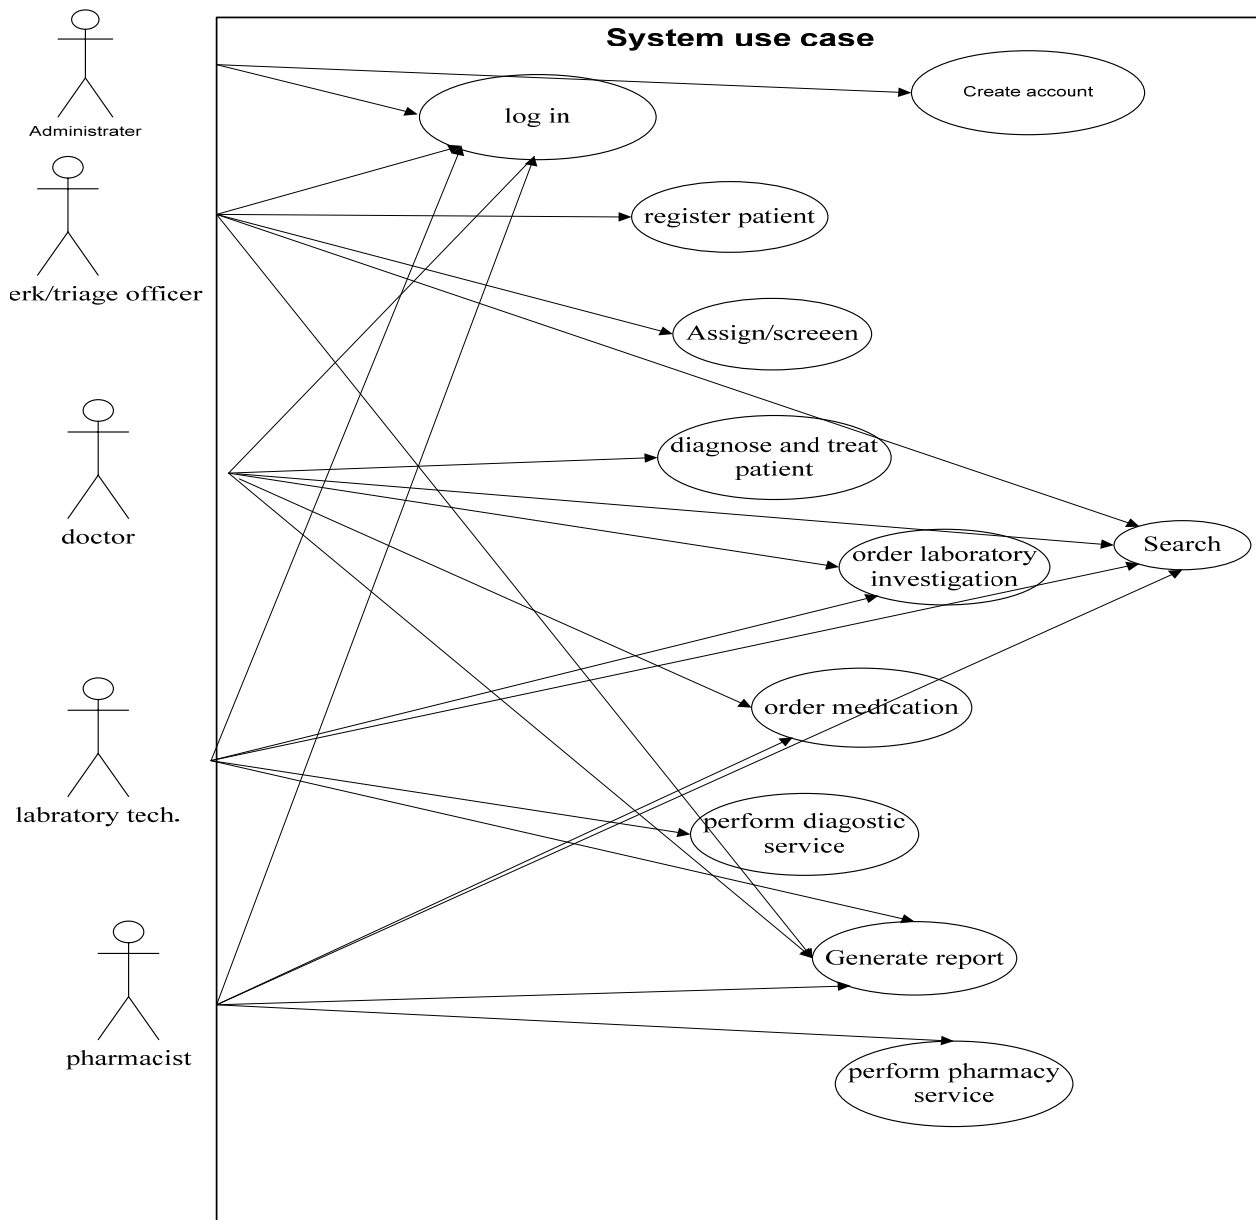 System use case
Create account
log in
Administrater
register patient
erk/triage officer
Assign/screeen
diagnose and treat
patient
doctor
Search
order laboratory
investigation
order medication
labratory tech.
perform diagostic
service
Generate report
pharmacist
perform pharmacy
service